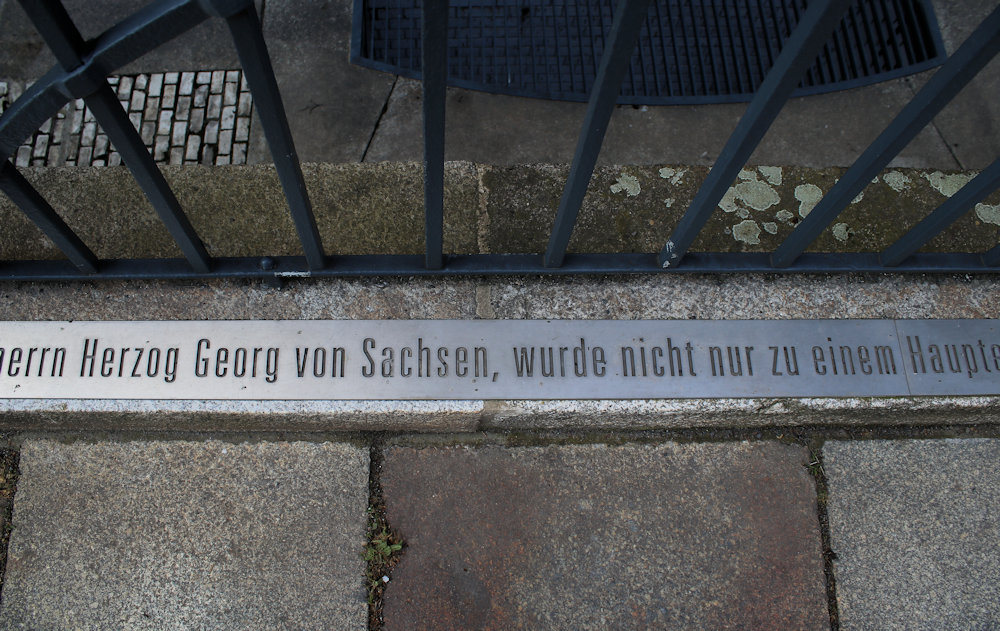 herrn Herzog Georg von Sachsen, wurde nicht nur zu einem Haupt